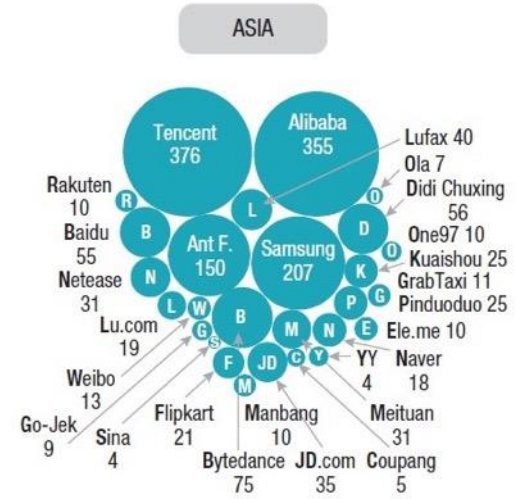 ASIA
Tencent
376
Alibaba
355
Lufax 40
Ola 7
Didi Chuxing
56
One97 10
Kuaishou 25
GrabTaxi 11
Pinduoduo 25
Ele.me 10
Naver
18
YY
4
Meituan
31
Coupang
5
JD.com
35
Manbang
10
Bytedance
75
Flipkart
21
Sina
4
Go-Jek
9
Weibo
13
Lu.com
19
Netease
31
Baidu
55
Rakuten
10
Ant F.
150
Samsung
207
R
B
N
L
W
G
S
F
M
B
JD
C
Y
M
N
E
P
G
K
O
D
O
L